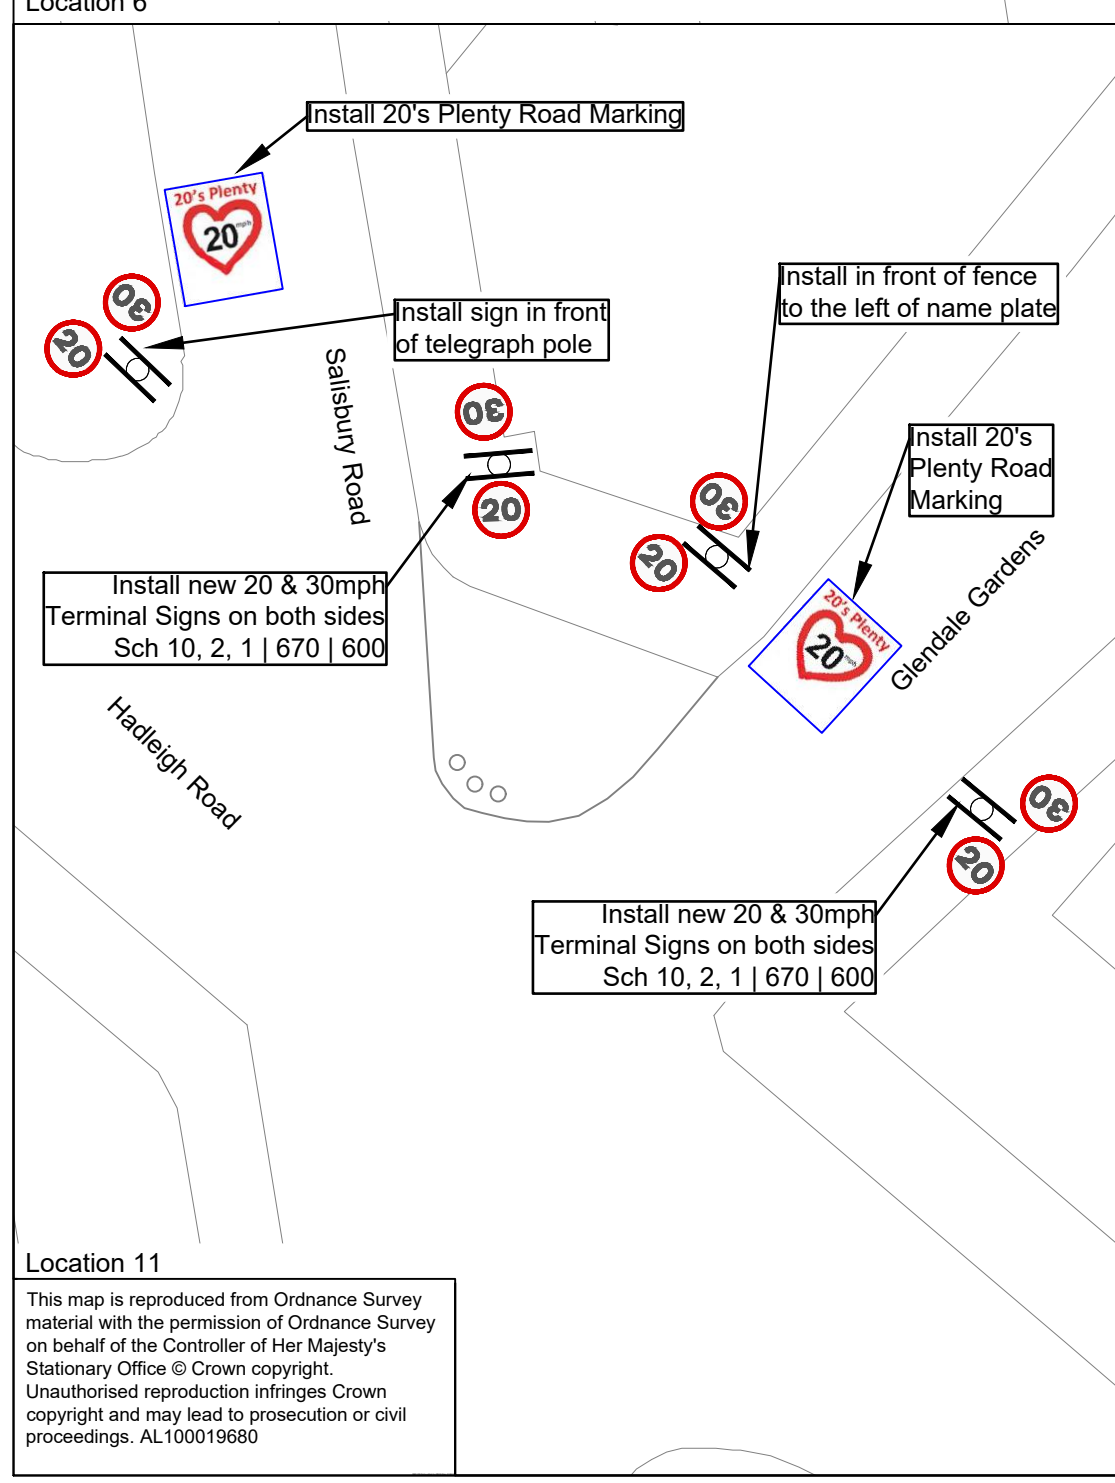 Location 6
Install 20's Plenty Road Marking
20's Plenty
20 mph
30
20
Install sign in front
of telegraph pole
Salisbury Road
30
20
Install in front of fence
to the left of name plate
30
20
Install 20's
Plenty Road
Marking
20's Plenty
20 mph
Glendale Gardens
Install new 20 & 30mph
Terminal Signs on both sides
Sch 10, 2, 1 | 670 | 600
Hadleigh Road
30
20
Install new 20 & 30mph
Terminal Signs on both sides
Sch 10, 2, 1 | 670 | 600
Location 11
This map is reproduced from Ordnance Survey
material with the permission of Ordnance Survey
on behalf of the Controller of Her Majesty's
Stationary Office © Crown copyright.
Unauthorised reproduction infringes Crown
copyright and may lead to prosecution or civil
proceedings. AL100019680